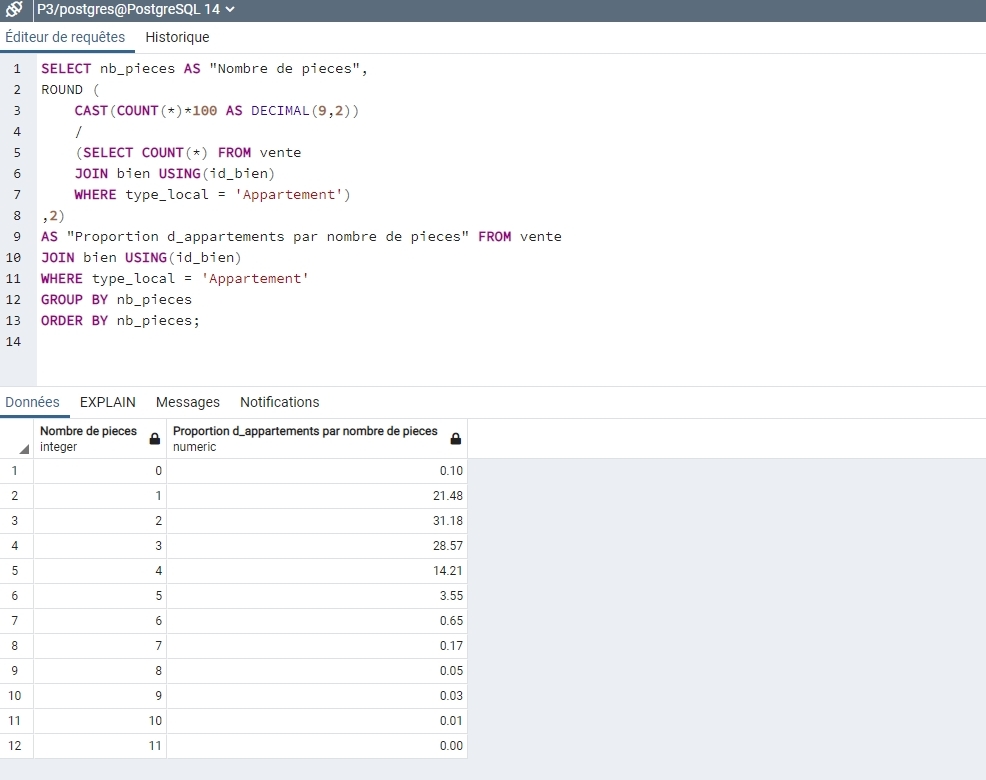 P3/postgres@PostgreSQL 14
Éditeur de requêtes Historique
1 SELECT nb_pieces AS "Nombre de pieces",
2 ROUND (
3 CAST(COUNT(*)*100 AS DECIMAL(9,2))
4 /
5 (SELECT COUNT(*) FROM vente
6 JOIN bien USING(id_bien)
7 WHERE type_local = 'Appartement')
8 ,2)
9 AS "Proportion d_appartements par nombre de pieces" FROM vente
10 JOIN bien USING(id_bien)
11 WHERE type_local = 'Appartement'
12 GROUP BY nb_pieces
13 ORDER BY nb_pieces;
14
Données EXPLAIN Messages Notifications
Nombre de pieces Proportion d_appartements par nombre de pieces
integer numeric
1 0 0.10
2 1 21.48
3 2 31.18
4 3 28.57
5 4 14.21
6 5 3.55
7 6 0.65
8 7 0.17
9 8 0.05
10 9 0.03
11 10 0.01
12 11 0.00